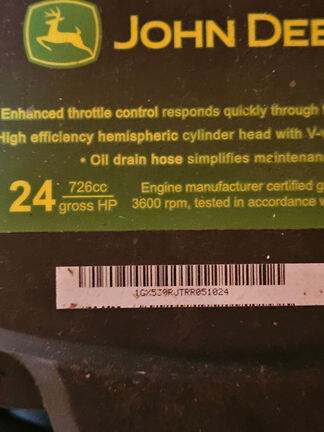 JOHN DEE
Enhanced throttle control responds quickly through
High efficiency hemispheric cylinder head with V-v
• Oil drain hose simplifies maintenan
24 726cc gross HP
Engine manufacturer certified g
3600 rpm, tested in accordance w
1GX530RJTRR051024